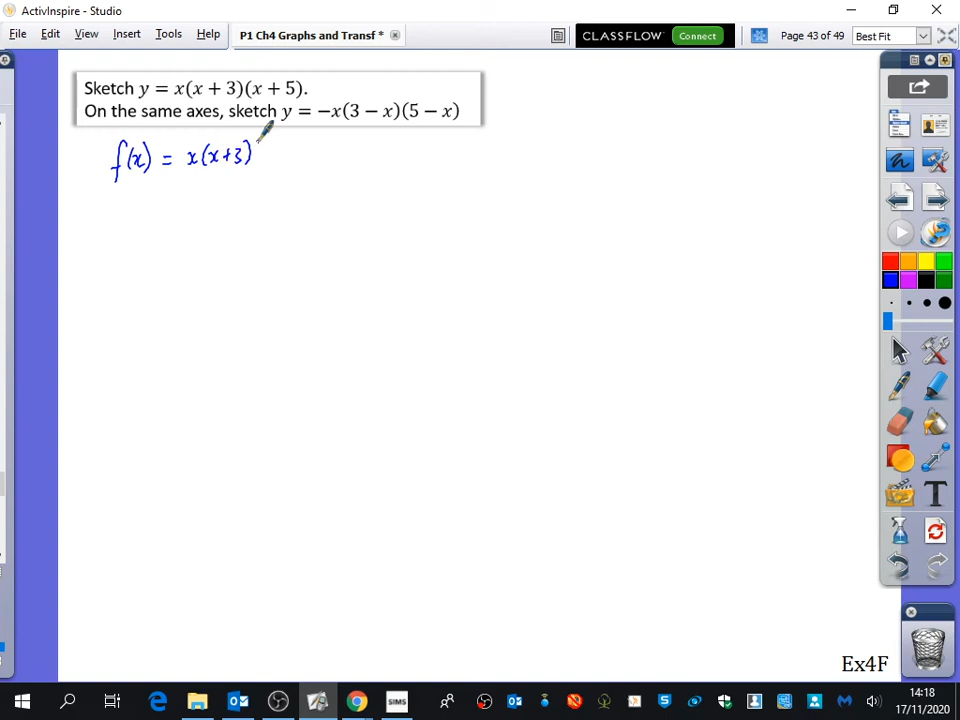 ActivInspire - Studio
File Edit View Insert Tools Help
P1 Ch4 Graphs and Transf *
CLASSFLOW Connect
Page 43 of 49
Best Fit
Sketch y = x(x + 3)(x + 5).
On the same axes, sketch y = −x(3 − x)(5 − x)
f(x) = x(x+3)
T
Ex4F
SIMS
14:18
17/11/2020